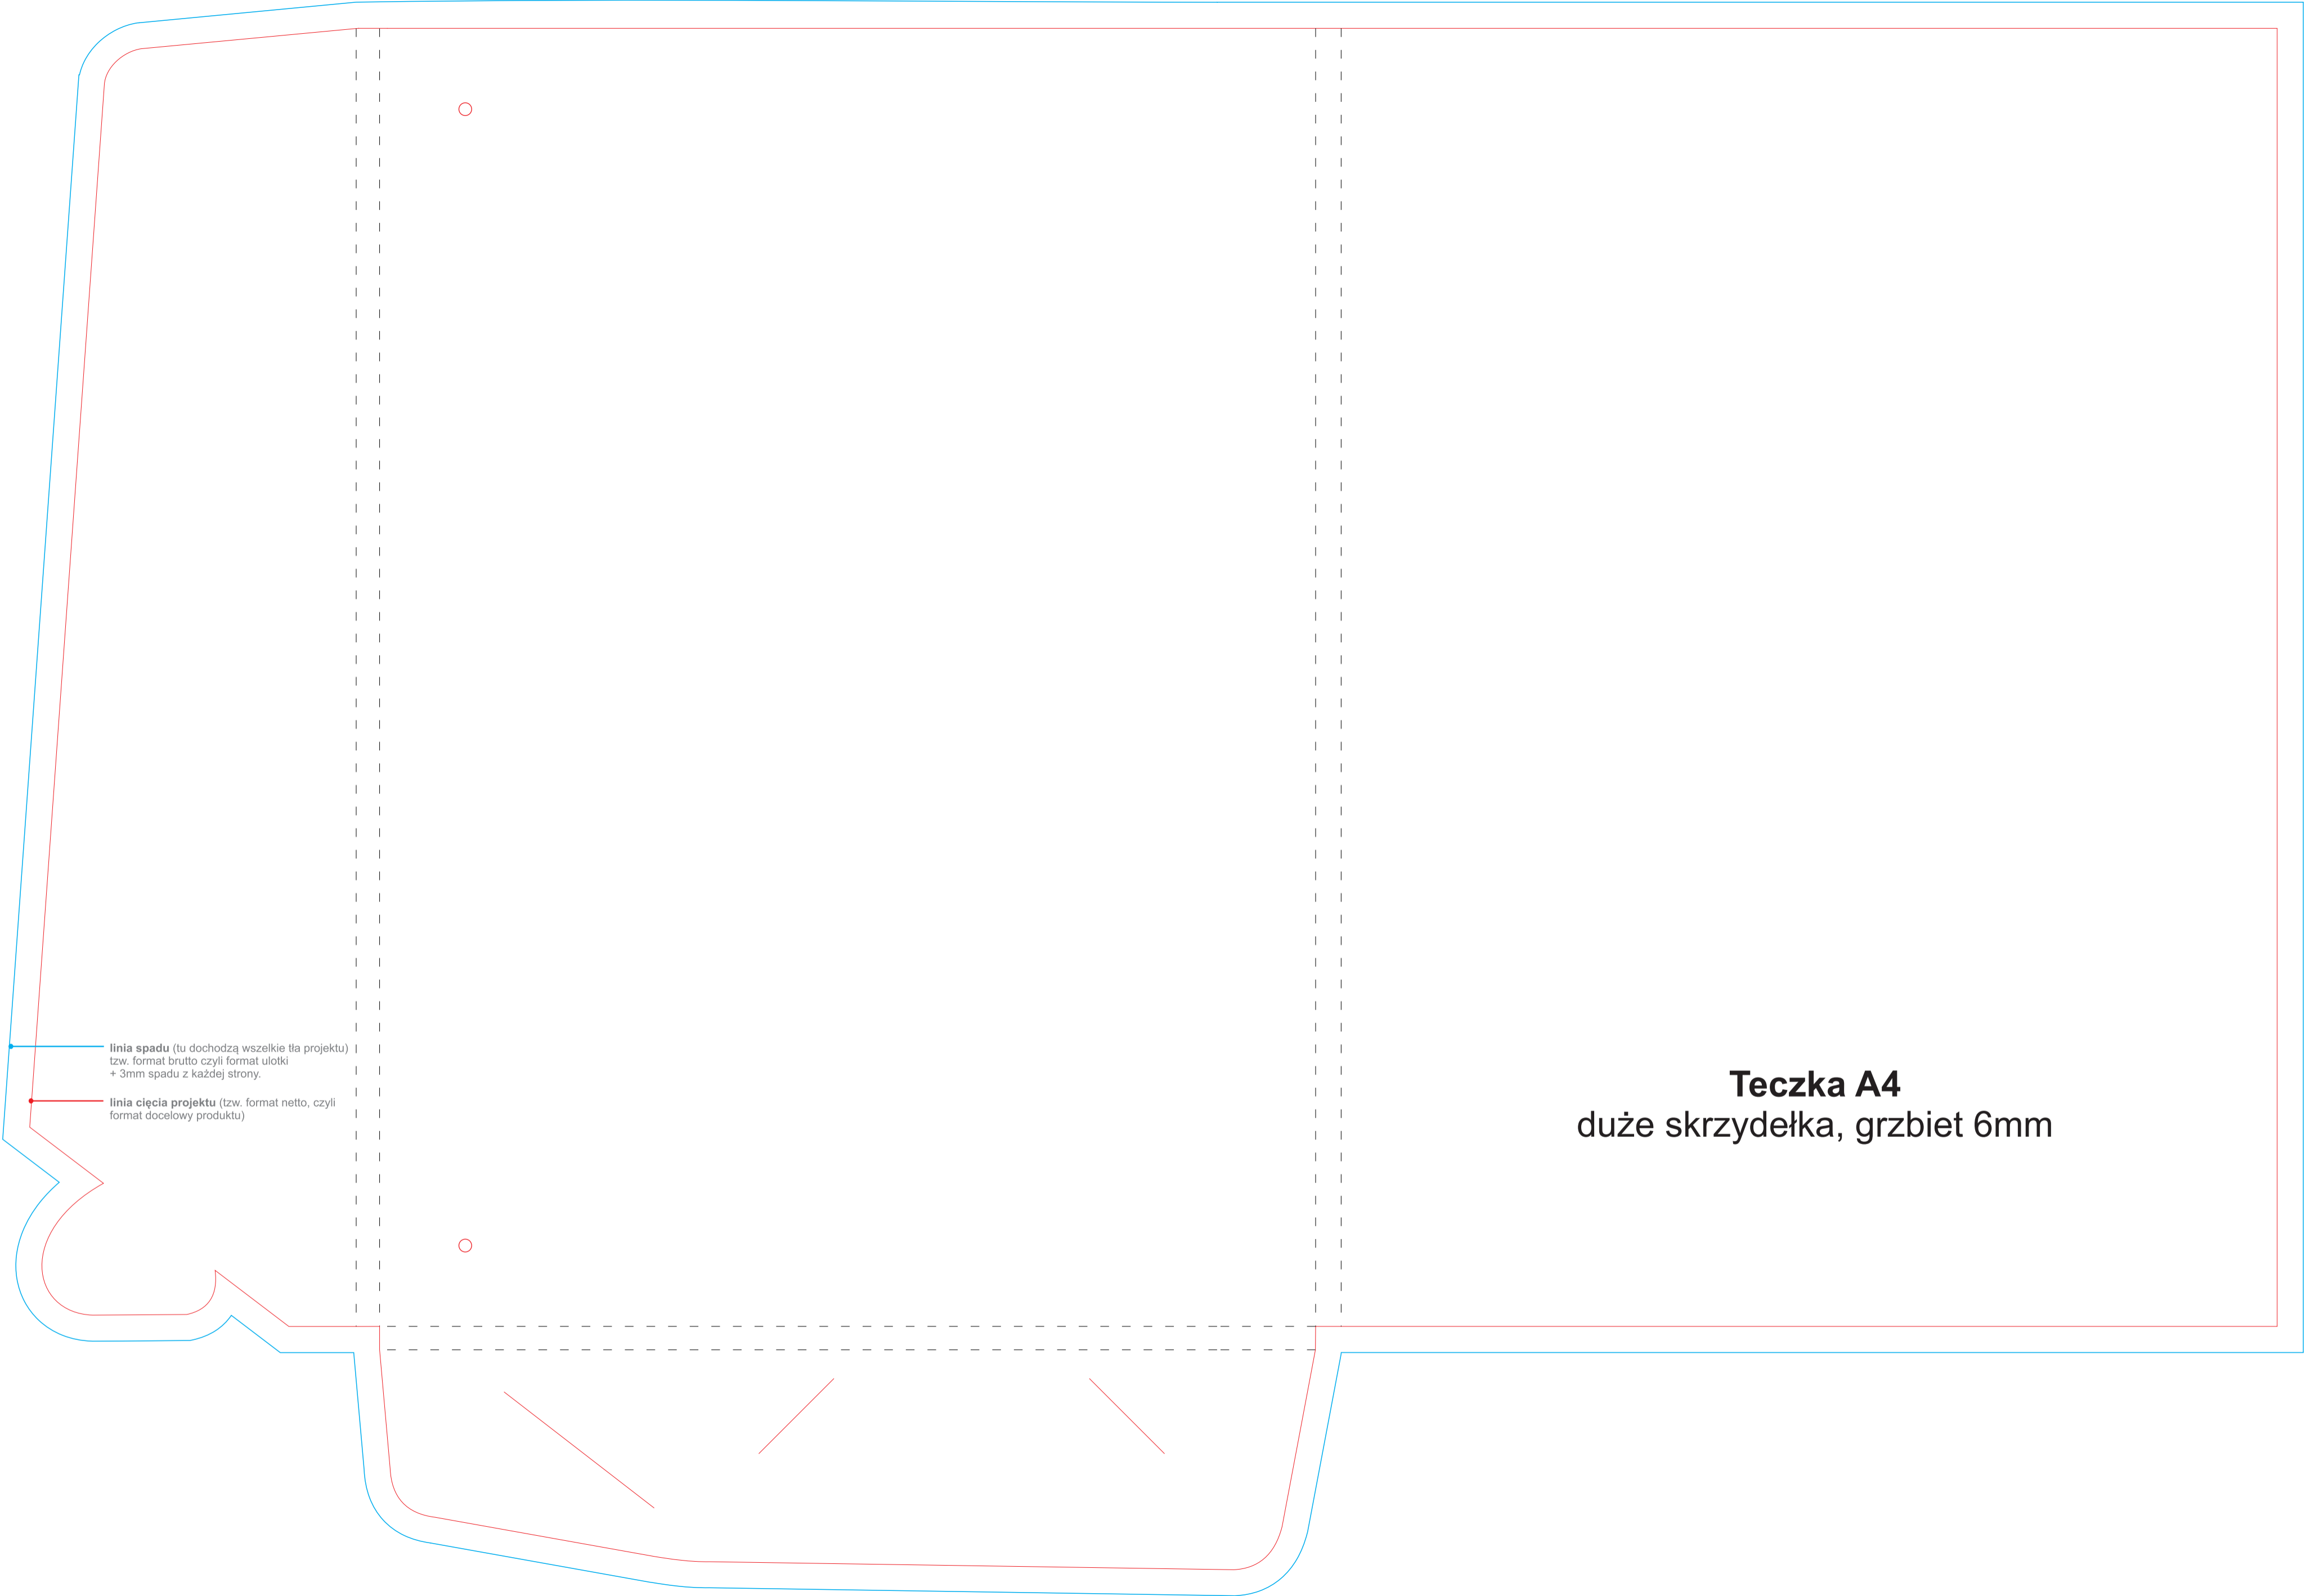 linia spadu (tu dochodzą wszelkie tła projektu)
tzw. format brutto czyli format ulotki
+ 3mm spadu z każdej strony.
linia cięcia projektu (tzw. format netto, czyli
format docelowy produktu)
Teczka A4
duże skrzydełka, grzbiet 6mm